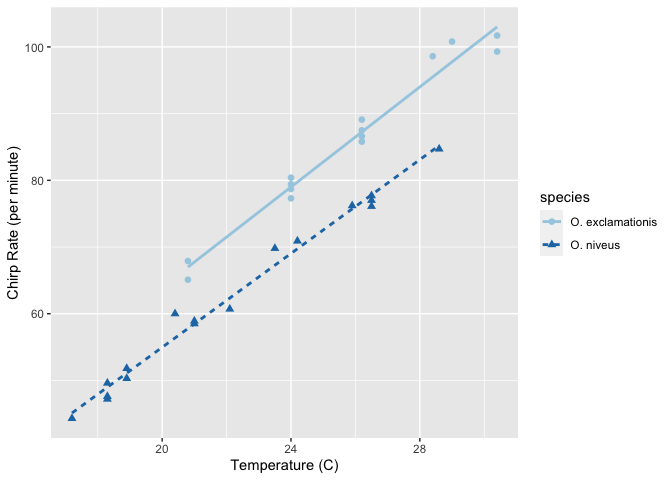 100
80
60
20 24 28
Temperature (C)
Chirp Rate (per minute)
species
O. exclamationis
O. niveus